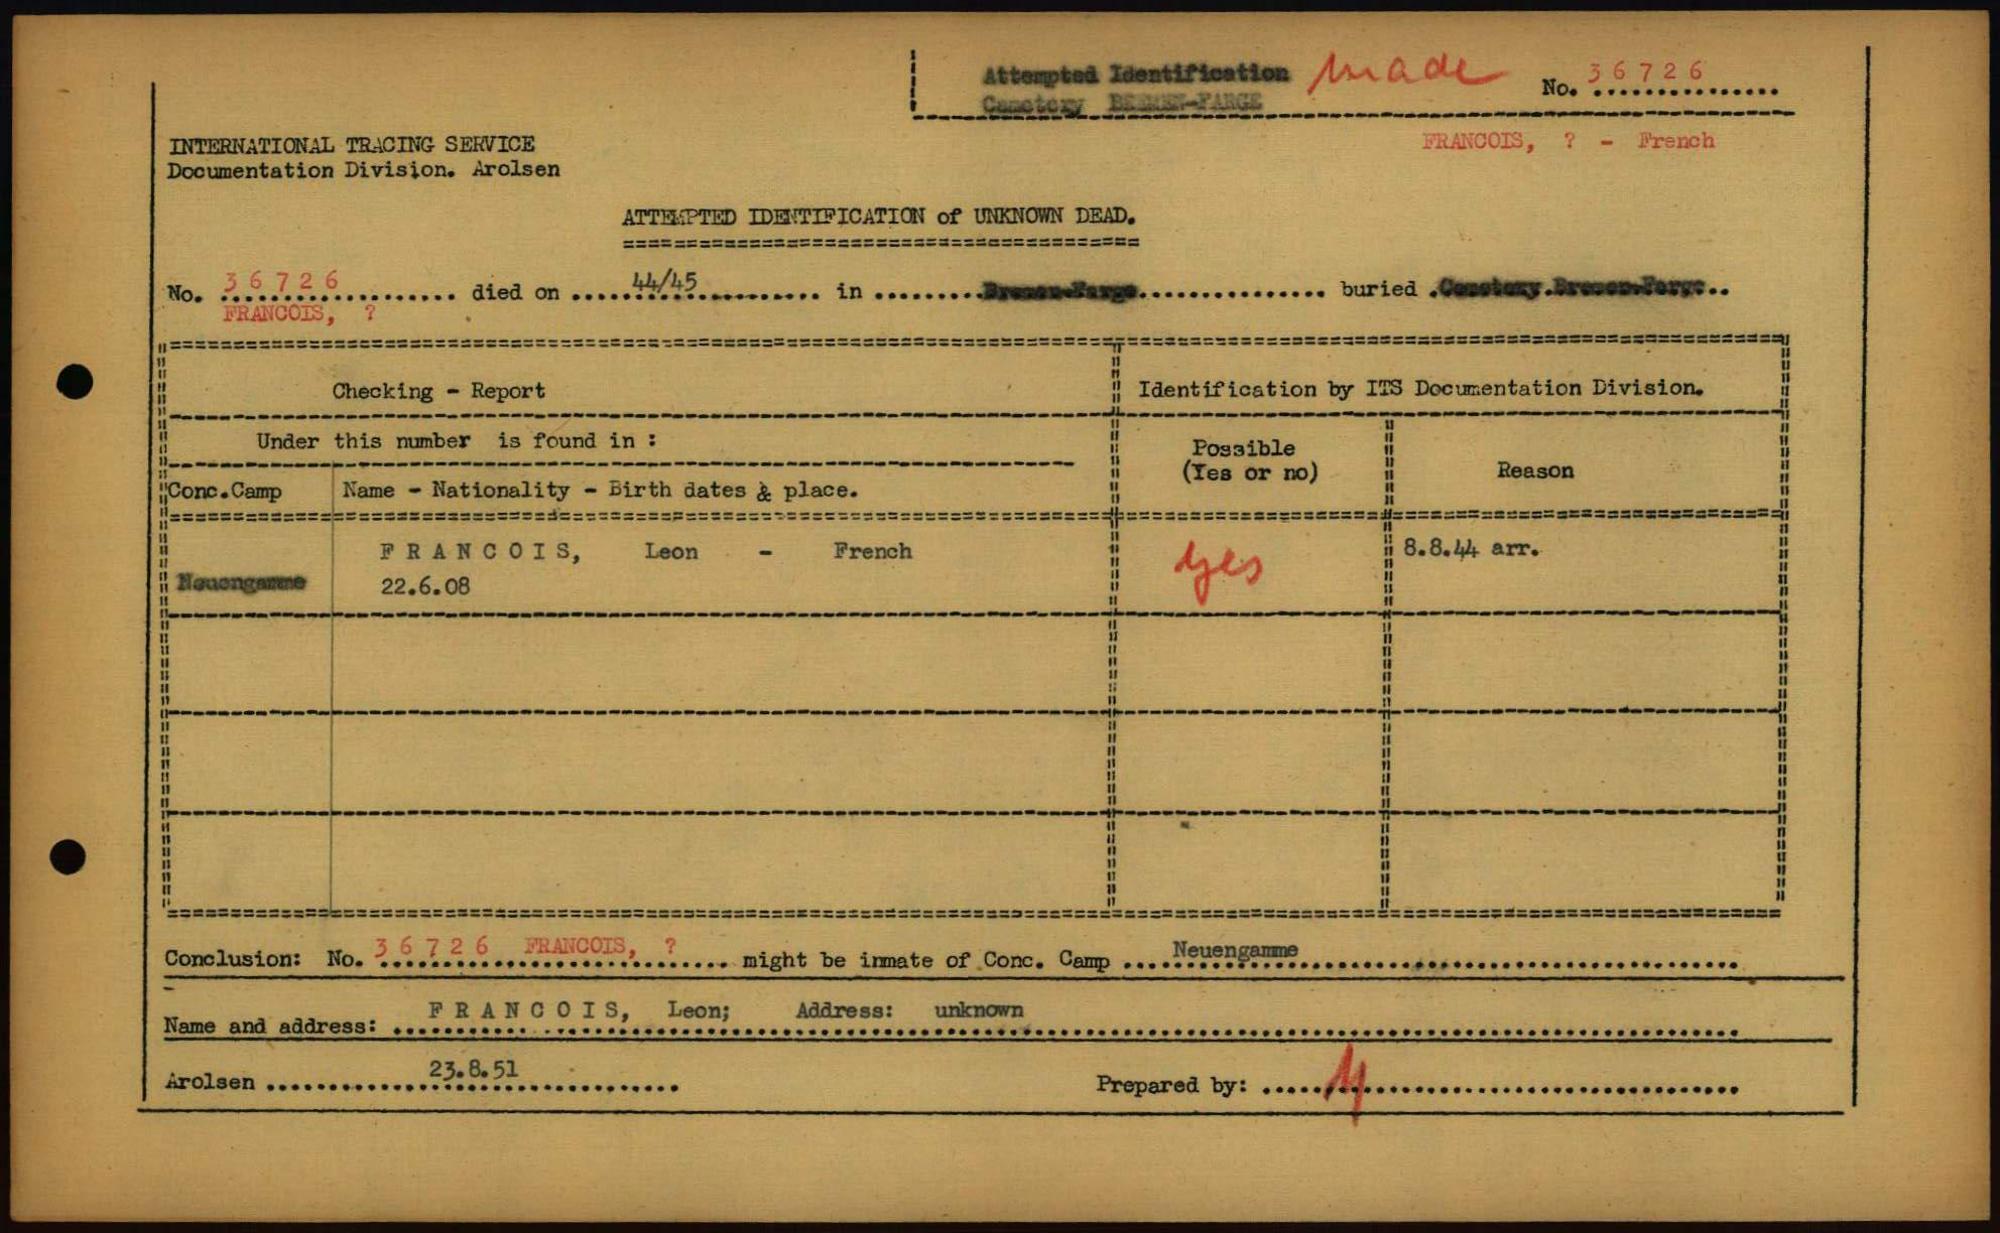 Attempted Identification made No. 36726
Cemetery BREMEN-FARGE
FRANCOIS, ? - French
INTERNATIONAL TRACING SERVICE
Documentation Division. Arolsen
ATTEMPTED IDENTIFICATION of UNKNOWN DEAD.
No. 36726 died on 44/45 in Bremen-Farge buried Cemetery Bremen-Farge
FRANCOIS, ?
Checking - Report
Identification by ITS Documentation Division.
Under this number is found in :
Possible
(Yes or no)
Reason
Conc.Camp Name - Nationality - Birth dates & place.
FRANCOIS, Leon - French yes 8.8.44 arr.
Neuengamme 22.6.08
Conclusion: No. 36726 FRANCOIS, ? might be inmate of Conc. Camp Neuengamme
Name and address: FRANCOIS, Leon; Address: unknown
Arolsen 23.8.51 Prepared by: